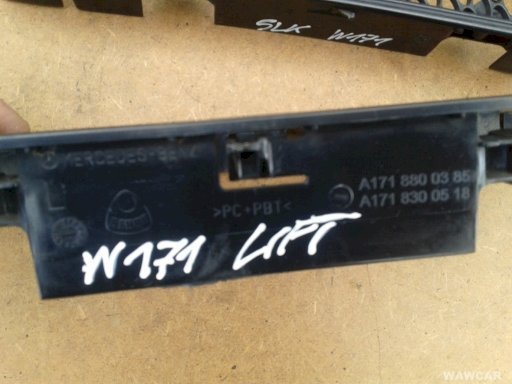 SLK W171
MERCEDES-BENZ
A171 880 03 85
>PC+PBT<
A171 830 05 18
W171 LIFT
WAWCAR